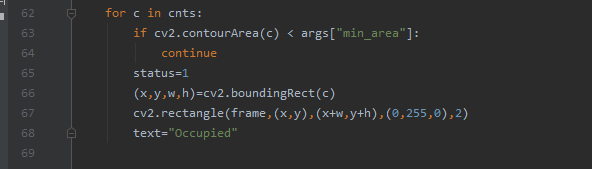 62 for c in cnts:
63 if cv2.contourArea(c) < args["min_area"]:
64 continue
65 status=1
66 (x,y,w,h)=cv2.boundingRect(c)
67 cv2.rectangle(frame,(x,y),(x+w,y+h),(0,255,0),2)
68 text="Occupied"
69